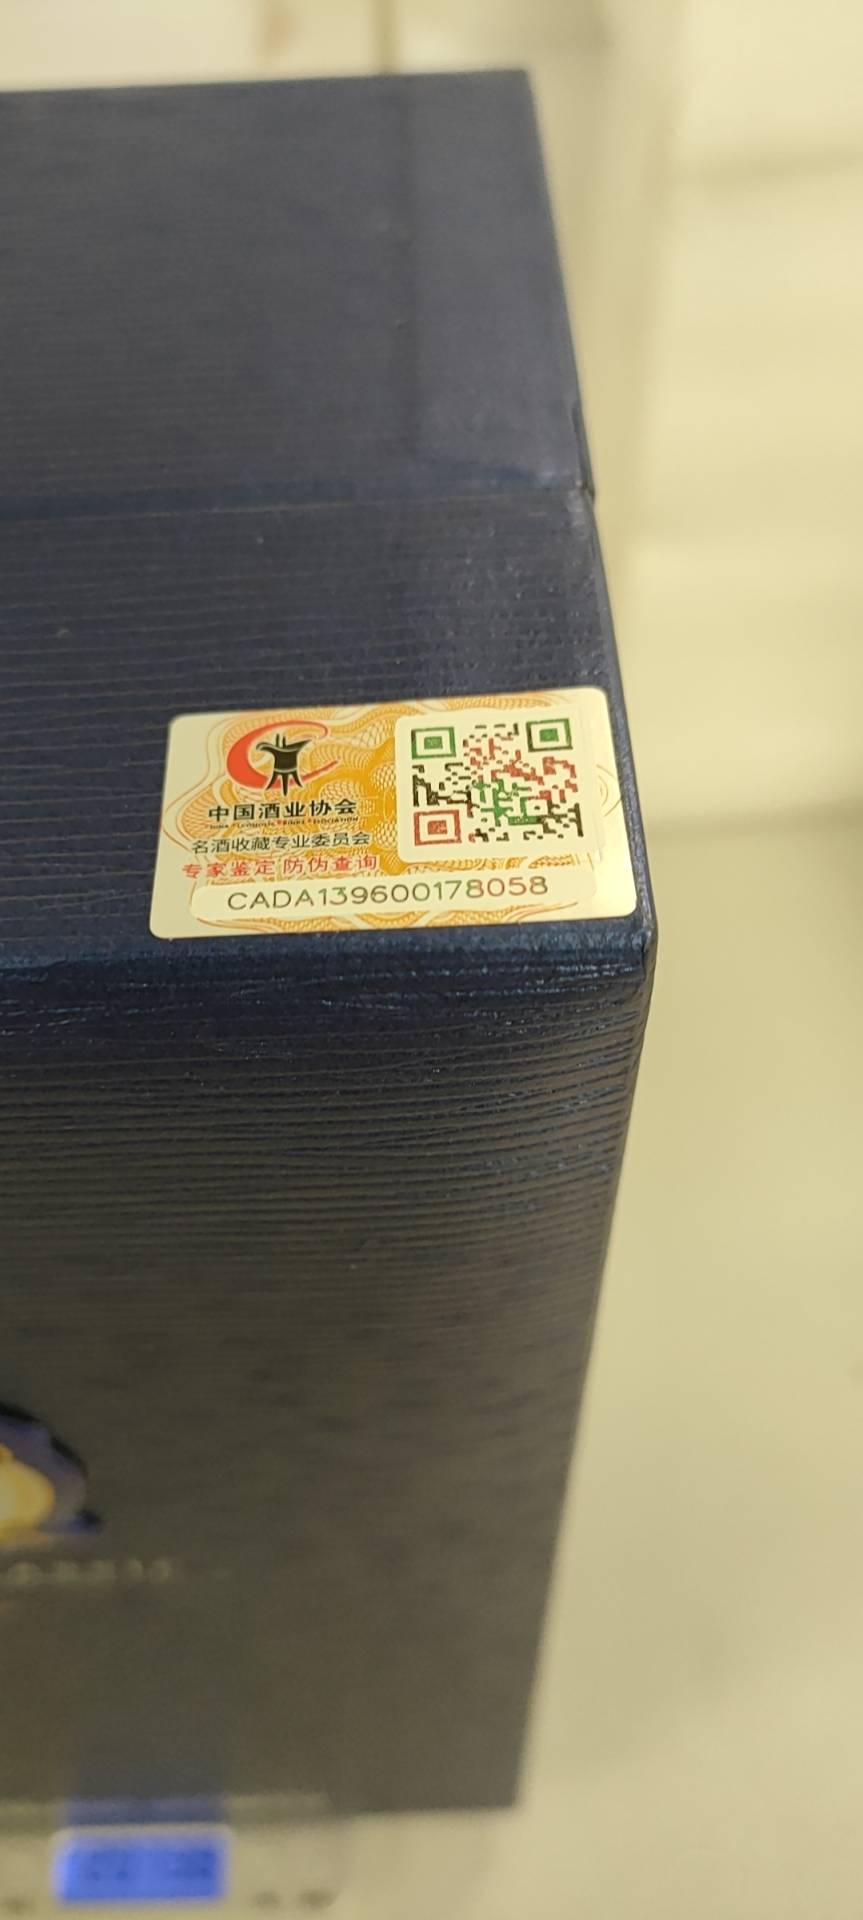 中国酒业协会
名酒收藏专业委员会
专家鉴定 防伪查询
CADA139600178058